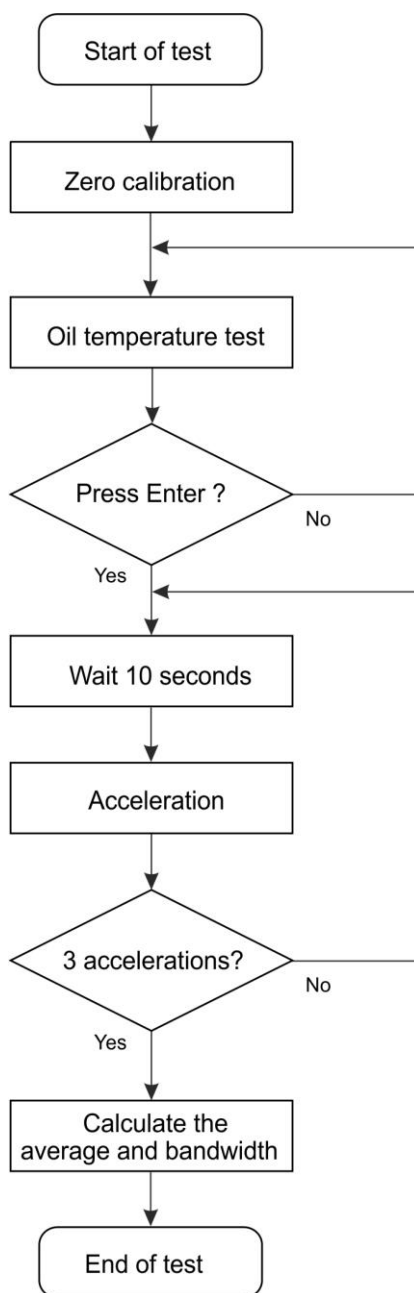 Start of test
Zero calibration
Oil temperature test
Press Enter ?
No
Yes
Wait 10 seconds
Acceleration
3 accelerations?
No
Yes
Calculate the
average and bandwidth
End of test